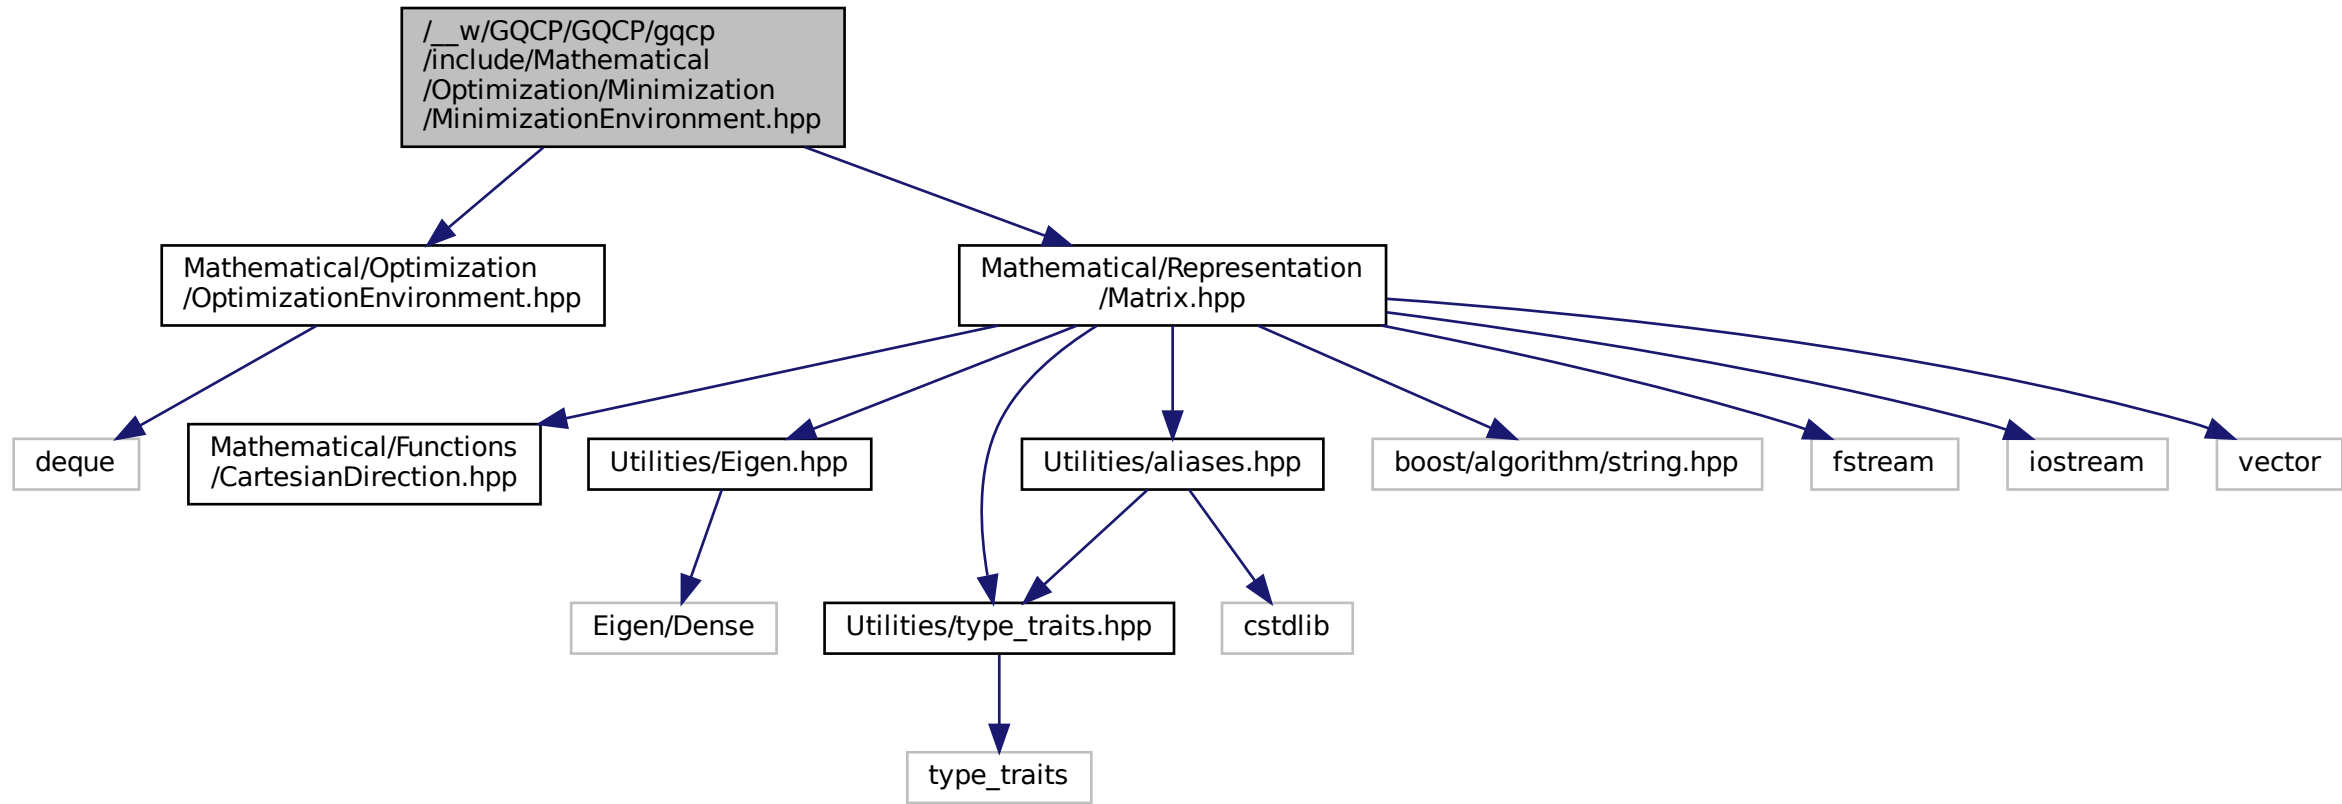 /__w/GQCP/GQCP/gqcp
/include/Mathematical
/Optimization/Minimization
/MinimizationEnvironment.hpp
Mathematical/Optimization
/OptimizationEnvironment.hpp
Mathematical/Representation
/Matrix.hpp
deque
Mathematical/Functions
/CartesianDirection.hpp
Utilities/Eigen.hpp
Utilities/aliases.hpp
boost/algorithm/string.hpp
fstream
iostream
vector
Eigen/Dense
Utilities/type_traits.hpp
cstdlib
type_traits